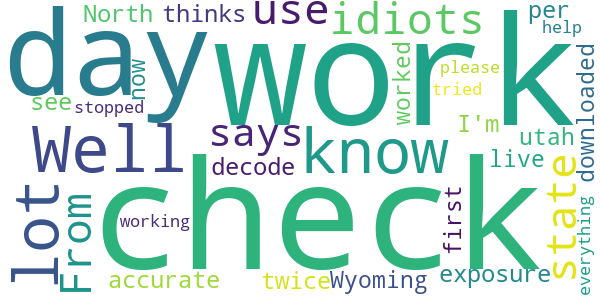 North thinks use idiots per
help
day work
now
see stopped
worked
please
tried
downloaded
Well says know I'm utah
decode live
lot From check
state
working
first
everything
accurate twice Wyoming exposure